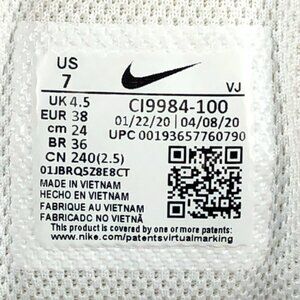 US
7
VJ
UK 4.5
EUR 38
cm 24
BR 36
CN 240(2.5)
CI9984-100
01/22/20 04/08/20
UPC 00193657760790
01JBRQ5Z8E8CT
MADE IN VIETNAM
HECHO EN VIETNAM
FABRIQUE AU VIETNAM
FABRICADO NO VIETNÃ
This product is covered by one or more patents:
www.nike.com/patentsvirtualmarking